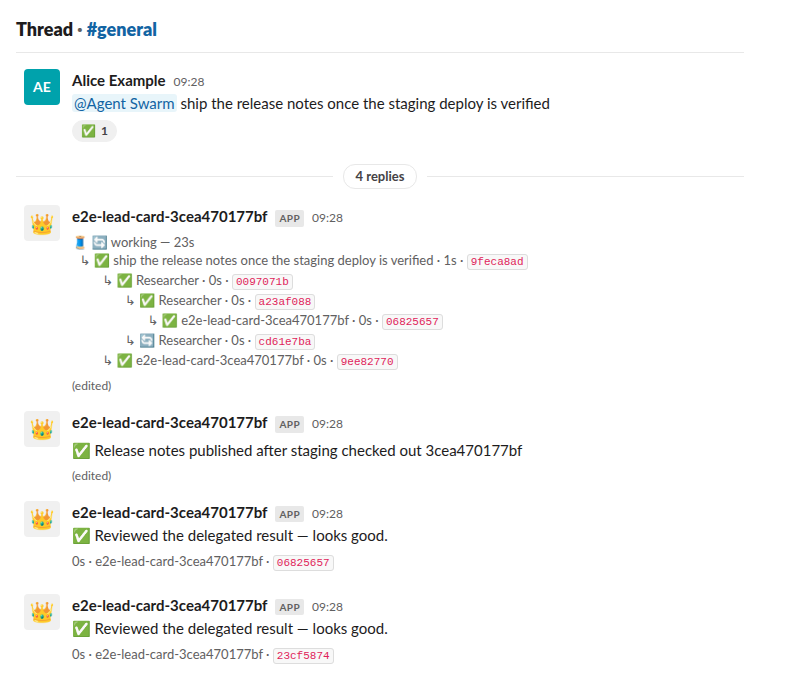 Thread • #general
AE
Alice Example 09:28
@Agent Swarm ship the release notes once the staging deploy is verified
✅ 1
4 replies
e2e-lead-card-3cea470177bf APP 09:28
🧵 🔄 working — 23s
↳ ✅ ship the release notes once the staging deploy is verified · 1s · 9feca8ad
↳ ✅ Researcher · 0s · 0097071b
↳ ✅ Researcher · 0s · a23af088
↳ ✅ e2e-lead-card-3cea470177bf · 0s · 06825657
↳ 🔄 Researcher · 0s · cd61e7ba
↳ ✅ e2e-lead-card-3cea470177bf · 0s · 9ee82770
(edited)
e2e-lead-card-3cea470177bf APP 09:28
✅ Release notes published after staging checked out 3cea470177bf
(edited)
e2e-lead-card-3cea470177bf APP 09:28
✅ Reviewed the delegated result — looks good.
0s · e2e-lead-card-3cea470177bf · 06825657
e2e-lead-card-3cea470177bf APP 09:28
✅ Reviewed the delegated result — looks good.
0s · e2e-lead-card-3cea470177bf · 23cf5874